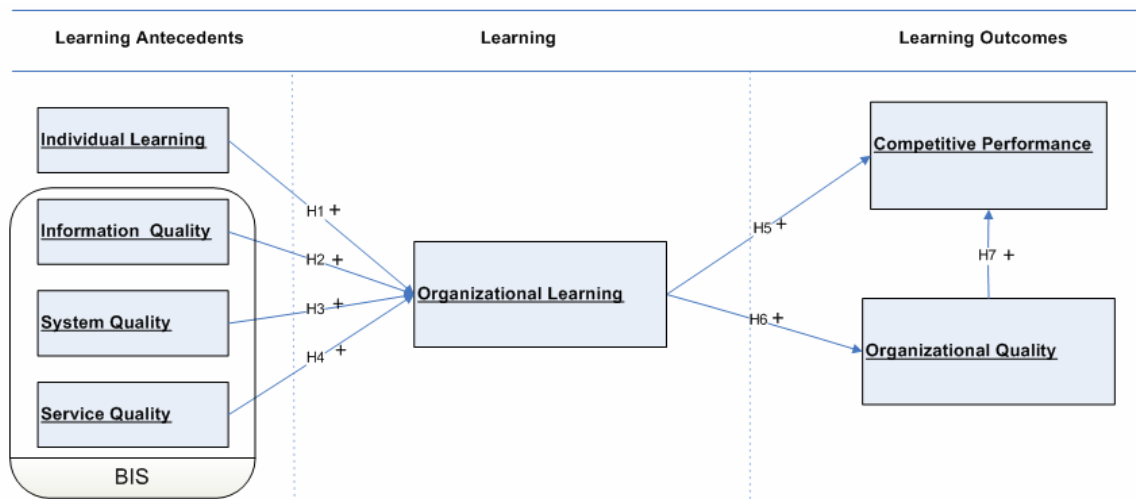 Learning Antecedents
Learning
Learning Outcomes
Individual Learning
Information Quality
System Quality
Service Quality
BIS
H1 +
H2 +
H3 +
H4 +
Organizational Learning
H5 +
H6 +
Competitive Performance
H7 +
Organizational Quality